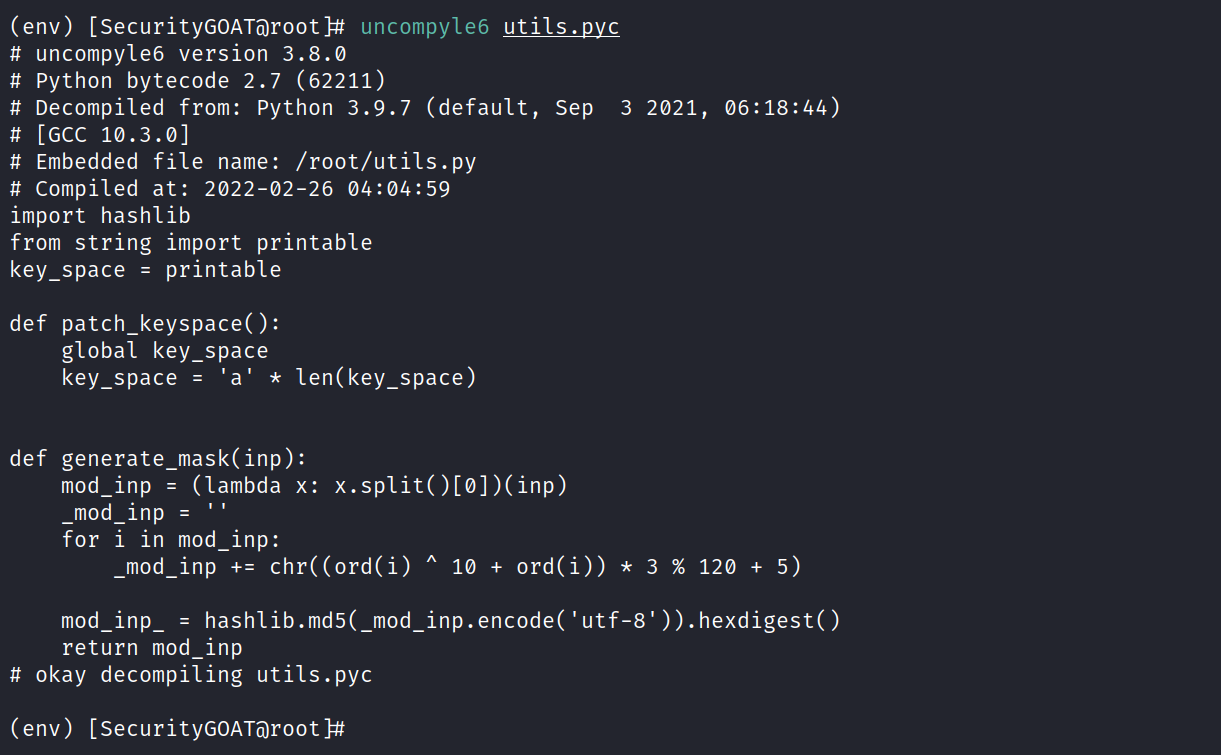 (env) [SecurityGOAT@root]# uncompyle6 utils.pyc
# uncompyle6 version 3.8.0
# Python bytecode 2.7 (62211)
# Decompiled from: Python 3.9.7 (default, Sep  3 2021, 06:18:44)
# [GCC 10.3.0]
# Embedded file name: /root/utils.py
# Compiled at: 2022-02-26 04:04:59
import hashlib
from string import printable
key_space = printable

def patch_keyspace():
    global key_space
    key_space = 'a' * len(key_space)


def generate_mask(inp):
    mod_inp = (lambda x: x.split()[0])(inp)
    _mod_inp = ''
    for i in mod_inp:
        _mod_inp += chr((ord(i) ^ 10 + ord(i)) * 3 % 120 + 5)

    mod_inp_ = hashlib.md5(_mod_inp.encode('utf-8')).hexdigest()
    return mod_inp
# okay decompiling utils.pyc

(env) [SecurityGOAT@root]#